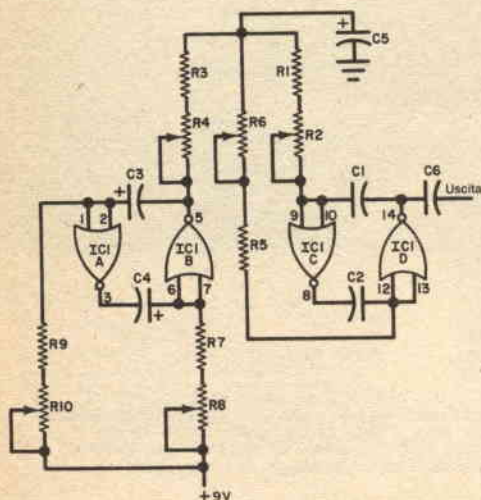 +
C5
R3
R1
R4
R6
R2
C3
+
C1
C6
Uscita
1
2
5
9
10
14
IC1
A
IC1
B
R5
IC1
C
IC1
D
3
C4
6
7
+
8
C2
12
13
R9
R7
R10
R8
+9V